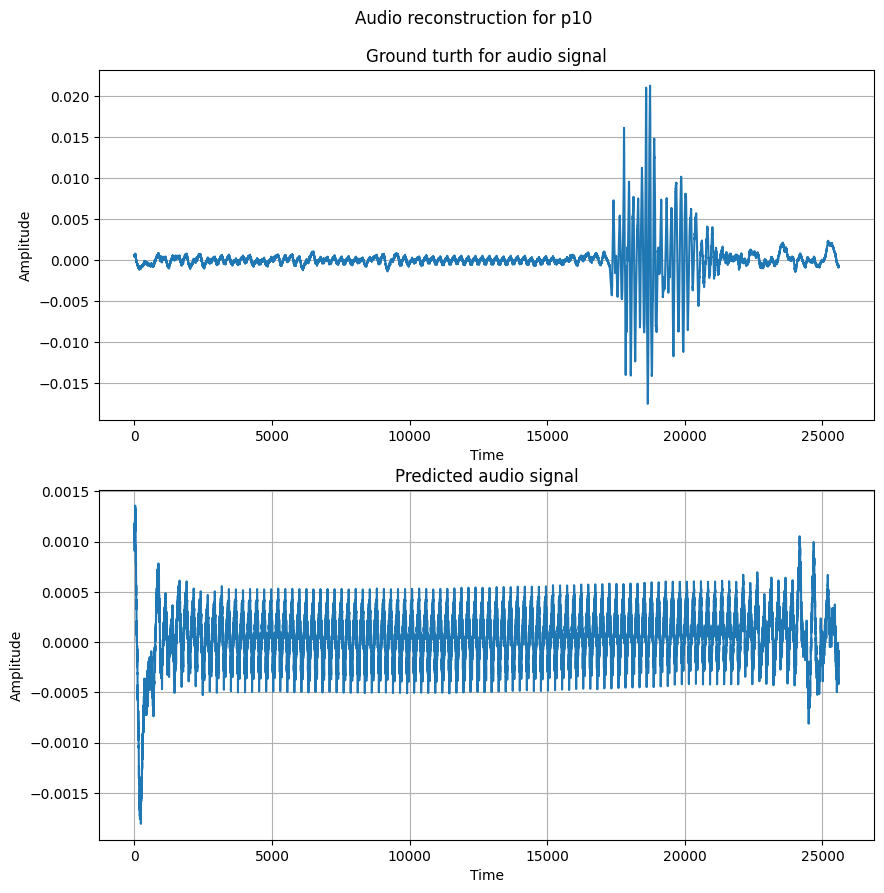 Audio reconstruction for p10
Ground turth for audio signal
0.020
0.015
0.010
0.005
0.000
−0.005
−0.010
−0.015
Amplitude
0 5000 10000 15000 20000 25000
Time
Predicted audio signal
0.0015
0.0010
0.0005
0.0000
−0.0005
−0.0010
−0.0015
Amplitude
0 5000 10000 15000 20000 25000
Time